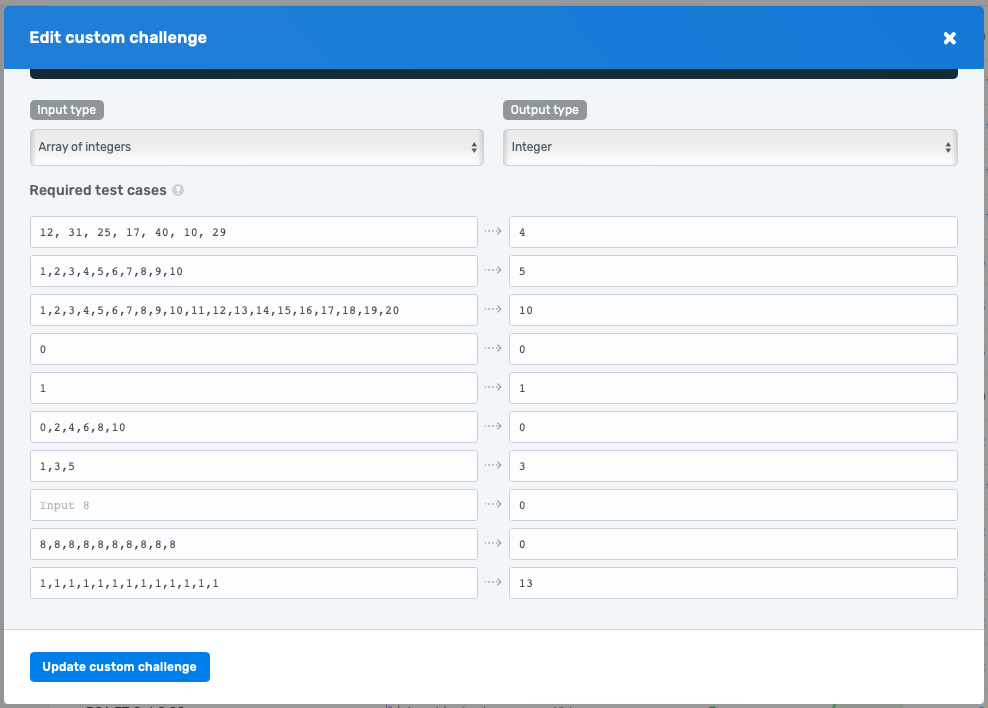 Edit custom challenge
Input type
Output type
Array of integers
Integer
Required test cases ?
12, 31, 25, 17, 40, 10, 29
4
1,2,3,4,5,6,7,8,9,10
5
1,2,3,4,5,6,7,8,9,10,11,12,13,14,15,16,17,18,19,20
10
0
0
1
1
0,2,4,6,8,10
0
1,3,5
3
Input 8
0
8,8,8,8,8,8,8,8,8,8
0
1,1,1,1,1,1,1,1,1,1,1,1,1
13
Update custom challenge